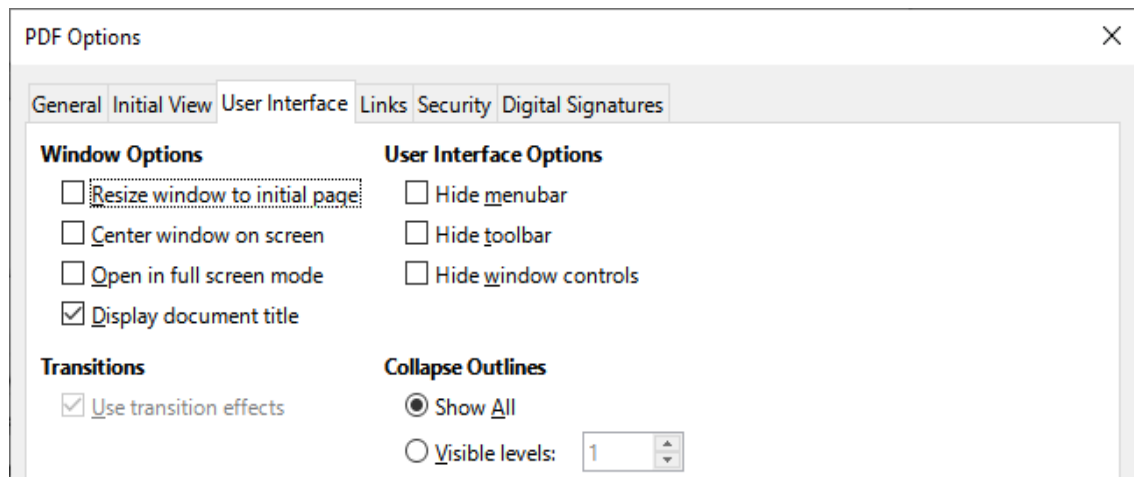 PDF Options
General Initial View User Interface Links Security Digital Signatures
Window Options
Resize window to initial page
Center window on screen
Open in full screen mode
Display document title
User Interface Options
Hide menubar
Hide toolbar
Hide window controls
Transitions
Use transition effects
Collapse Outlines
Show All
Visible levels: 1